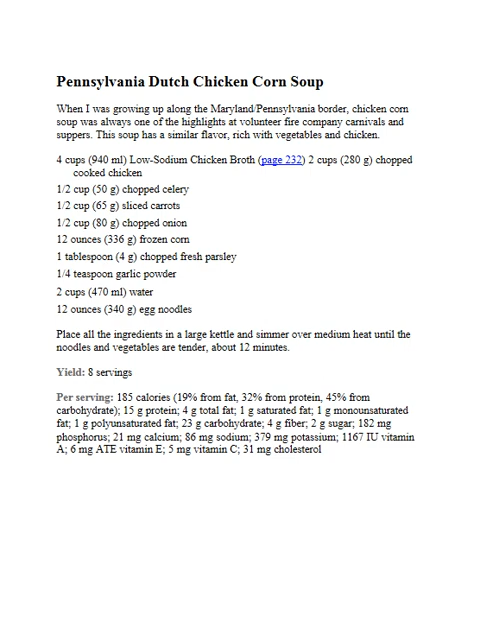 Pennsylvania Dutch Chicken Corn Soup
When I was growing up along the Maryland/Pennsylvania border, chicken corn
soup was always one of the highlights at volunteer fire company carnivals and
suppers. This soup has a similar flavor, rich with vegetables and chicken.
4 cups (940 ml) Low-Sodium Chicken Broth (page 232) 2 cups (280 g) chopped
cooked chicken
1/2 cup (50 g) chopped celery
1/2 cup (65 g) sliced carrots
1/2 cup (80 g) chopped onion
12 ounces (336 g) frozen corn
1 tablespoon (4 g) chopped fresh parsley
1/4 teaspoon garlic powder
2 cups (470 ml) water
12 ounces (340 g) egg noodles
Place all the ingredients in a large kettle and simmer over medium heat until the
noodles and vegetables are tender, about 12 minutes.
Yield: 8 servings
Per serving: 185 calories (19% from fat, 32% from protein, 45% from
carbohydrate); 15 g protein; 4 g total fat; 1 g saturated fat; 1 g monounsaturated
fat; 1 g polyunsaturated fat; 23 g carbohydrate; 4 g fiber; 2 g sugar; 182 mg
phosphorus; 21 mg calcium; 86 mg sodium; 379 mg potassium; 1167 IU vitamin
A; 6 mg ATE vitamin E; 5 mg vitamin C; 31 mg cholesterol